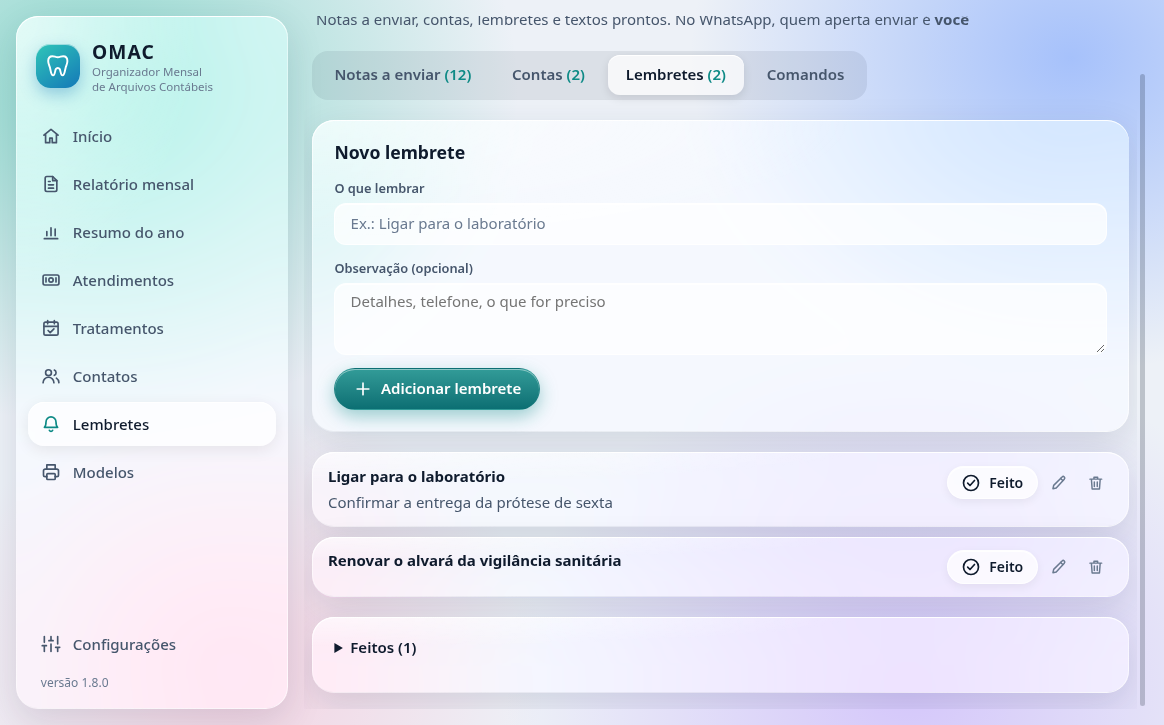 OMAC
Organizador Mensal
de Arquivos Contábeis
Início
Relatório mensal
Resumo do ano
Atendimentos
Tratamentos
Contatos
Lembretes
Modelos
Configurações
versão 1.8.0
Notas a enviar, contas, lembretes e textos prontos. No WhatsApp, quem aperta enviar e voce
Notas a enviar (12)
Contas (2)
Lembretes (2)
Comandos
Novo lembrete
O que lembrar
Ex.: Ligar para o laboratório
Observação (opcional)
Detalhes, telefone, o que for preciso
Adicionar lembrete
Ligar para o laboratório
Feito
Confirmar a entrega da prótese de sexta
Renovar o alvará da vigilância sanitária
Feito
Feitos (1)